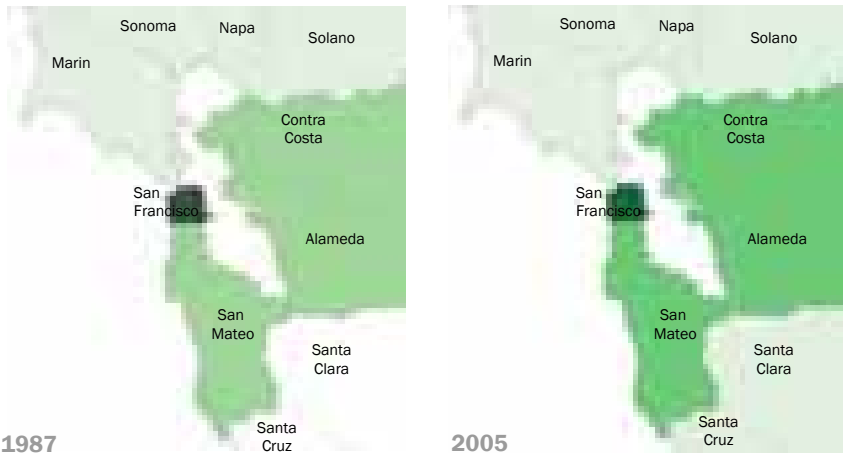 Sonoma
Napa
Solano
Marin
Contra
Costa
San
Francisco
Alameda
San
Mateo
Santa
Clara
Santa
Cruz
1987
Sonoma
Napa
Solano
Marin
Contra
Costa
San
Francisco
Alameda
San
Mateo
Santa
Clara
Santa
Cruz
2005